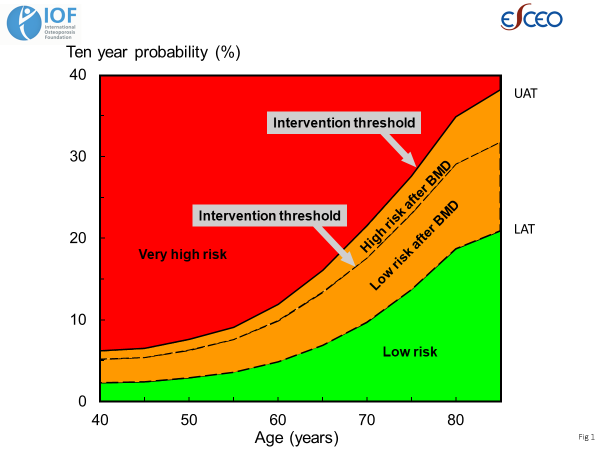 IOF
International
Osteoporosis
Foundation
ESCEO
Ten year probability (%)
40
30
20
10
0
UAT
LAT
Intervention threshold
Intervention threshold
High risk after BMD
Low risk after BMD
Very high risk
Low risk
40
50
60
70
80
Age (years)
Fig 1